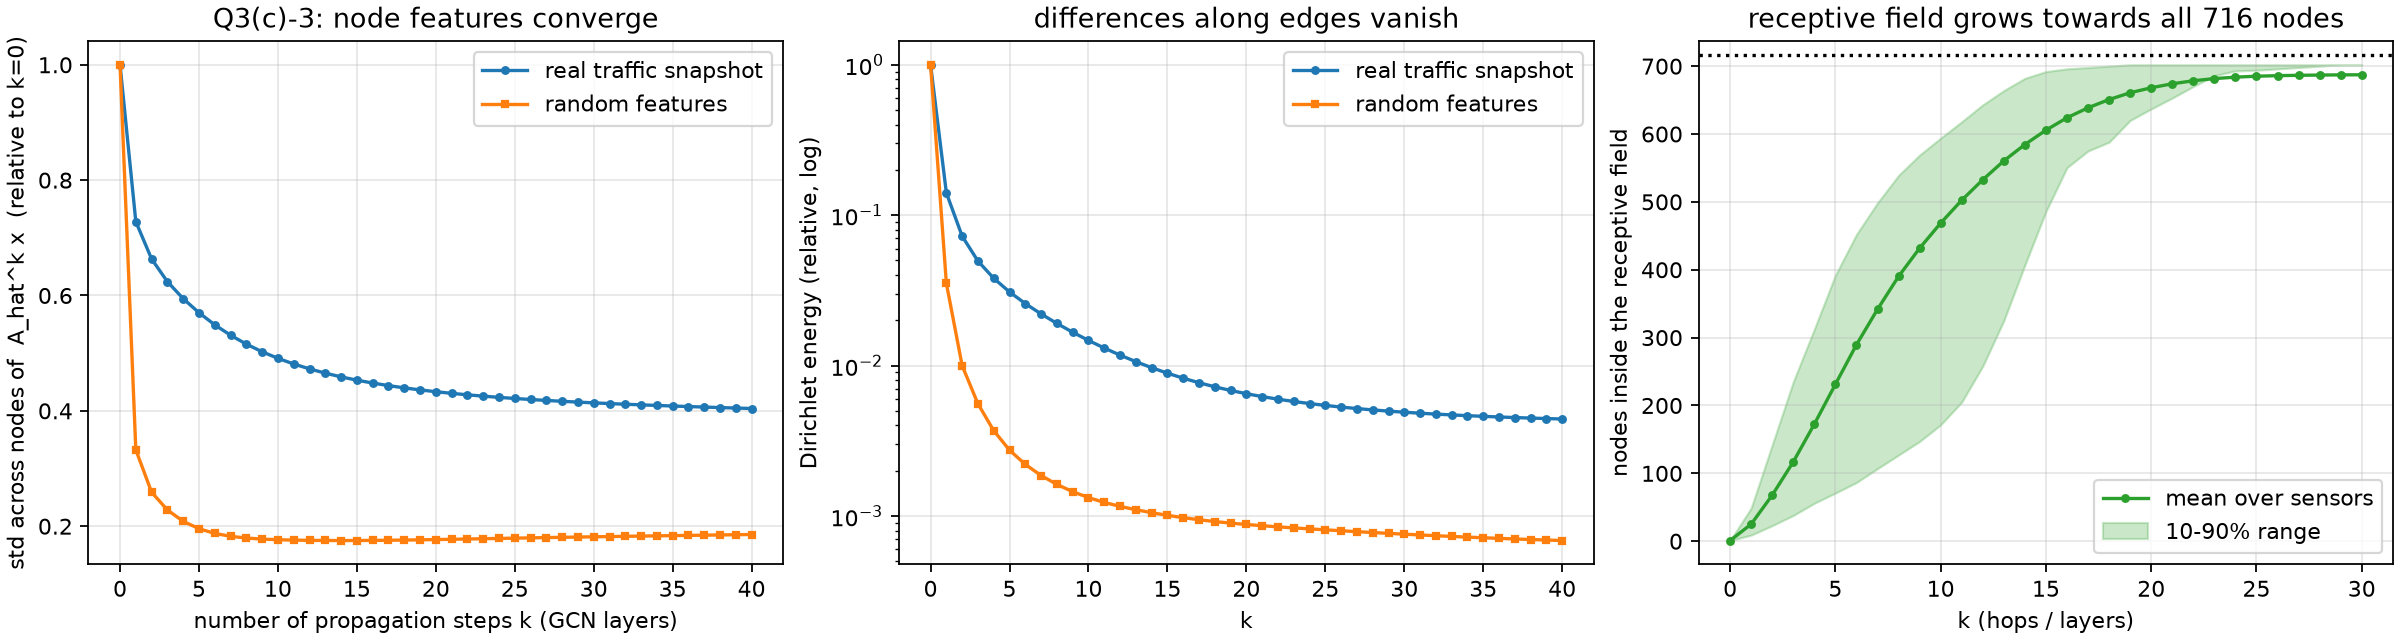 Q3(c)-3: node features converge
std across nodes of A_hat^k x (relative to k=0)
1.0
0.8
0.6
0.4
0.2
real traffic snapshot
random features
0 5 10 15 20 25 30 35 40
number of propagation steps k (GCN layers)
differences along edges vanish
Dirichlet energy (relative, log)
10^0
10^-1
10^-2
10^-3
real traffic snapshot
random features
0 5 10 15 20 25 30 35 40
k
receptive field grows towards all 716 nodes
nodes inside the receptive field
700
600
500
400
300
200
100
0
mean over sensors
10-90% range
0 5 10 15 20 25 30
k (hops / layers)